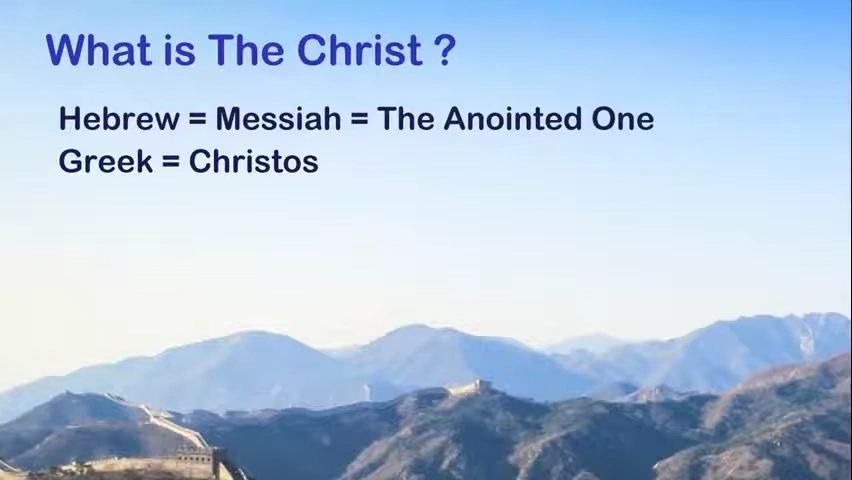 What is The Christ ?
Hebrew = Messiah = The Anointed One
Greek = Christos